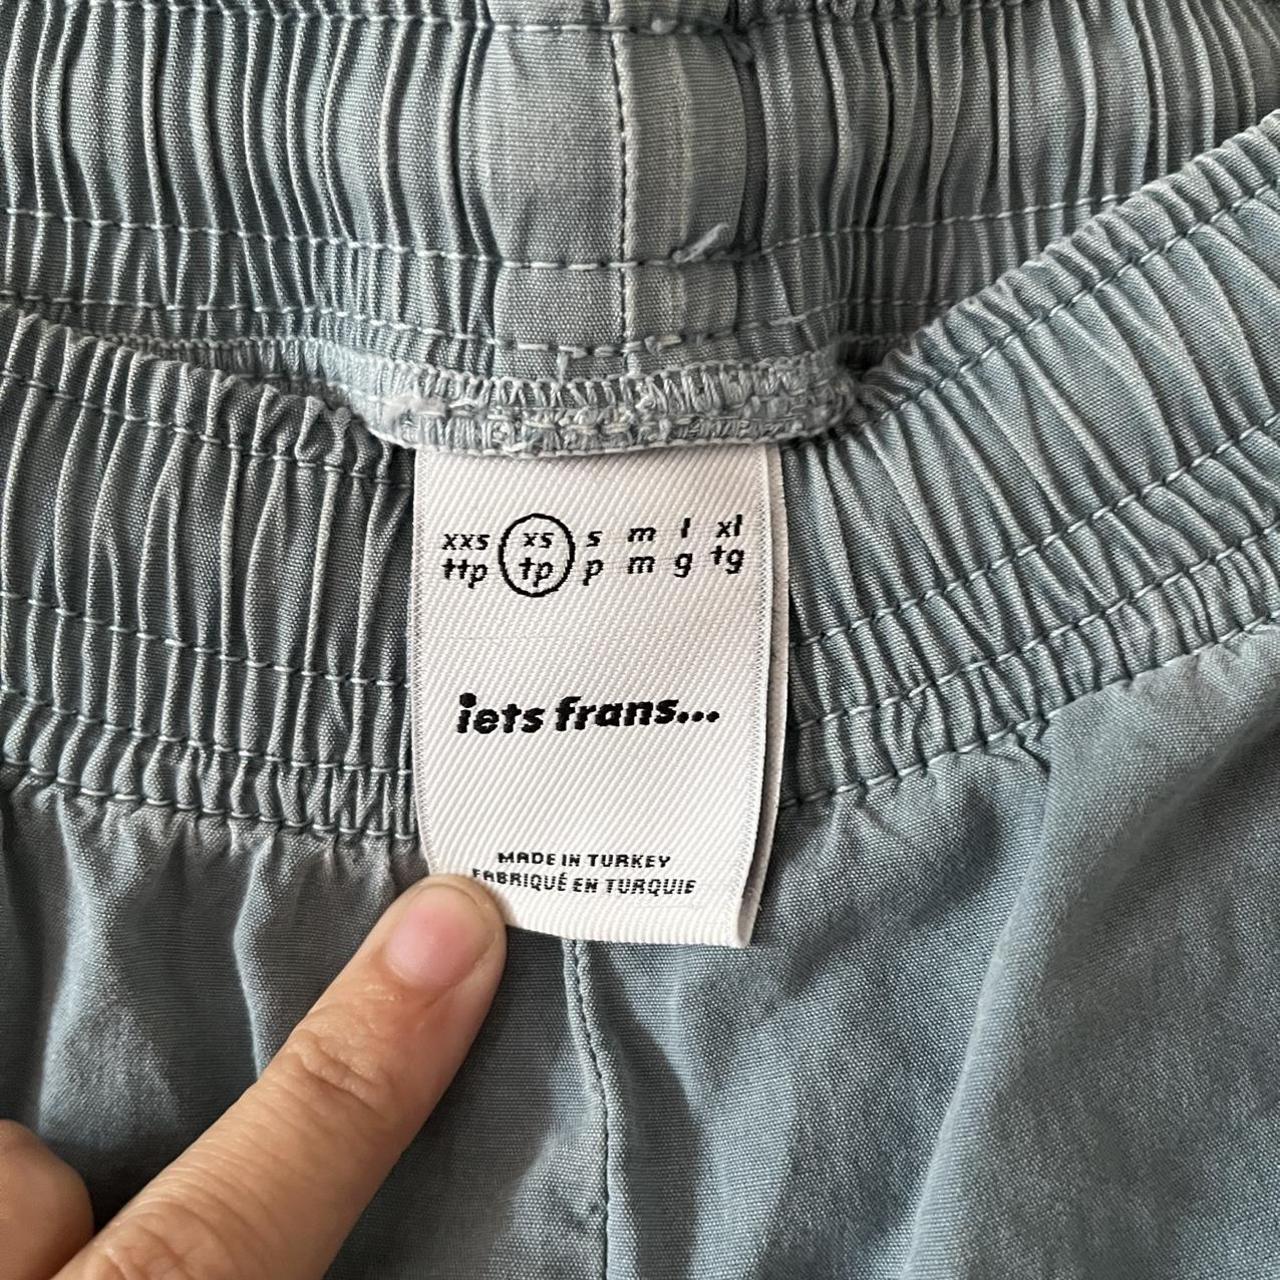 xxs xs s m l xl
ttp tp p m g tg
iets frans...
MADE IN TURKEY
FABRIQUÉ EN TURQUIE